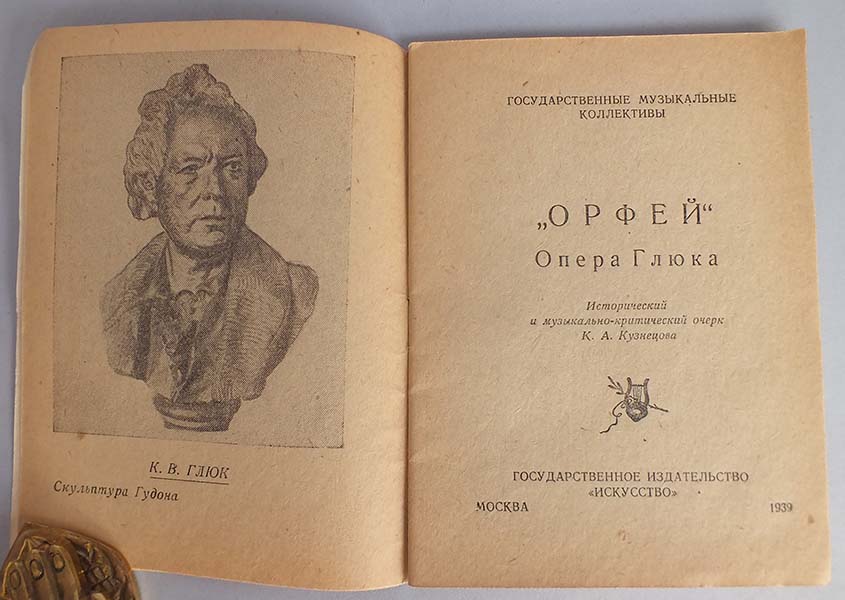 К. В. ГЛЮК
Скульптура Гудона
ГОСУДАРСТВЕННЫЕ МУЗЫКАЛЬНЫЕ
КОЛЛЕКТИВЫ
„ОРФЕЙ“
Опера Глюка
Исторический
и музыкально-критический очерк
К. А. Кузнецова
ГОСУДАРСТВЕННОЕ ИЗДАТЕЛЬСТВО
«ИСКУССТВО»
МОСКВА 1939